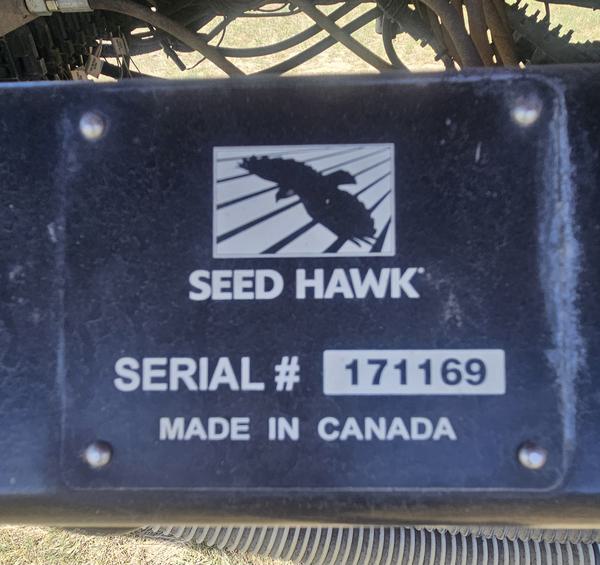 SEED HAWK
SERIAL # 171169
MADE IN CANADA